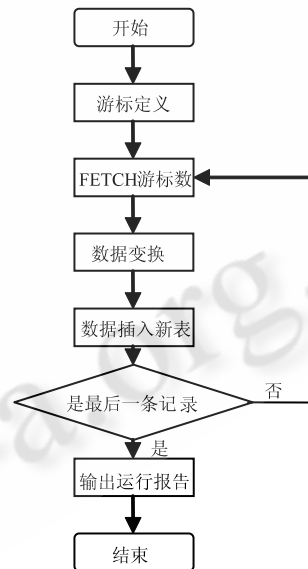 开始
游标定义
FETCH游标数
数据变换
数据插入新表
是最后一条记录
否
是
输出运行报告
结束
a.org.